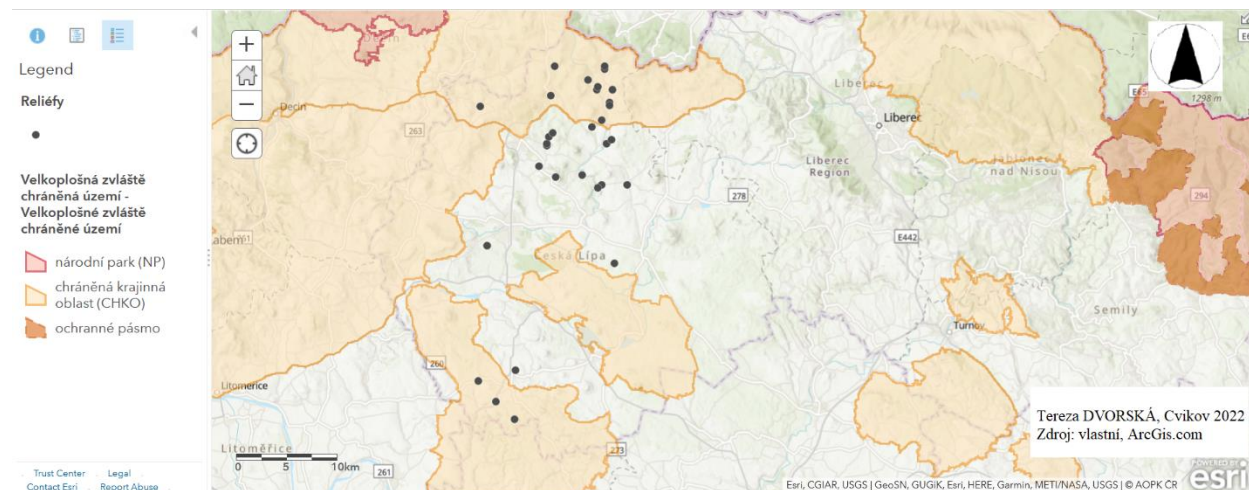 Legend
Reliéfy
Velkoplošná zvláště
chráněná území -
Velkoplošné zvláště
chráněné území
národní park (NP)
chráněná krajinná
oblast (CHKO)
ochranné pásmo
Trust Center Legal
Contact Esri Report Abuse
+
−
Decin
263
Liberec
Liberec
E65
1298 m
Liberec
Region
nad Nisou
278
294
E442
Česká Lípa
Semily
Turnov
260
Litomerice
Litoměřice
273
261
0 5 10km
Tereza DVORSKÁ, Cvikov 2022
Zdroj: vlastní, ArcGis.com
POWERED BY
esri
Esri, CGIAR, USGS | GeoSN, GUGiK, Esri, HERE, Garmin, METI/NASA, USGS | © AOPK ČR